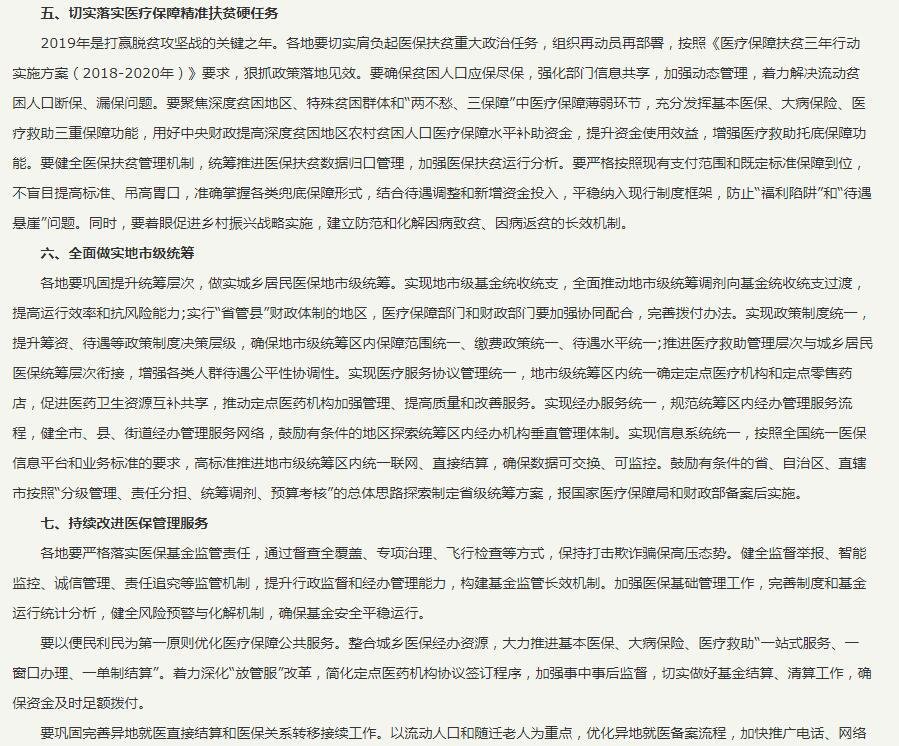 五、切实落实医疗保障精准扶贫硬任务
2019年是打赢脱贫攻坚战的关键之年。各地要切实肩负起医保扶贫重大政治任务，组织再动员再部署，按照《医疗保障扶贫三年行动
实施方案（2018-2020年）》要求，狠抓政策落地见效。要确保贫困人口应保尽保，强化部门信息共享，加强动态管理，着力解决流动贫
困人口断保、漏保问题。要聚焦深度贫困地区、特殊贫困群体和“两不愁、三保障”中医疗保障薄弱环节，充分发挥基本医保、大病保险、医
疗救助三重保障功能，用好中央财政提高深度贫困地区农村贫困人口医疗保障水平补助资金，提升资金使用效益，增强医疗救助托底保障功
能。要健全医保扶贫管理机制，统筹推进医保扶贫数据归口管理，加强医保扶贫运行分析。要严格按照现有支付范围和既定标准保障到位，
不盲目提高标准、吊高胃口，准确掌握各类兜底保障形式，结合待遇调整和新增资金投入，平稳纳入现行制度框架，防止“福利陷阱”和“待遇
悬崖”问题。同时，要着眼促进乡村振兴战略实施，建立防范和化解因病致贫、因病返贫的长效机制。
六、全面做实地市级统筹
各地要巩固提升统筹层次，做实城乡居民医保地市级统筹。实现地市级基金统收统支，全面推动地市级统筹调剂向基金统收统支过渡，
提高运行效率和抗风险能力;实行“省管县”财政体制的地区，医疗保障部门和财政部门要加强协同配合，完善拨付办法。实现政策制度统一，
提升筹资、待遇等政策制度决策层级，确保地市级统筹区内保障范围统一、缴费政策统一、待遇水平统一;推进医疗救助管理层次与城乡居民
医保统筹层次衔接，增强各类人群待遇公平性协调性。实现医疗服务协议管理统一，地市级统筹区内统一确定定点医疗机构和定点零售药
店，促进医药卫生资源互补共享，推动定点医药机构加强管理、提高质量和改善服务。实现经办服务统一，规范统筹区内经办管理服务流
程，健全市、县、街道经办管理服务网络，鼓励有条件的地区探索统筹区内经办机构垂直管理体制。实现信息系统统一，按照全国统一医保
信息平台和业务标准的要求，高标准推进地市级统筹区内统一联网、直接结算，确保数据可交换、可监控。鼓励有条件的省、自治区、直辖
市按照“分级管理、责任分担、统筹调剂、预算考核”的总体思路探索制定省级统筹方案，报国家医疗保障局和财政部备案后实施。
七、持续改进医保管理服务
各地要严格落实医保基金监管责任，通过督查全覆盖、专项治理、飞行检查等方式，保持打击欺诈骗保高压态势。健全监督举报、智能
监控、诚信管理、责任追究等监管机制，提升行政监督和经办管理能力，构建基金监管长效机制。加强医保基础管理工作，完善制度和基金
运行统计分析，健全风险预警与化解机制，确保基金安全平稳运行。
要以便民利民为第一原则优化医疗保障公共服务。整合城乡医保经办资源，大力推进基本医保、大病保险、医疗救助“一站式服务、一
窗口办理、一单制结算”。着力深化“放管服”改革，简化定点医药机构协议签订程序，加强事中事后监督，切实做好基金结算、清算工作，确
保资金及时足额拨付。
要巩固完善异地就医直接结算和医保关系转移接续工作。以流动人口和随迁老人为重点，优化异地就医备案流程，加快推广电话、网络